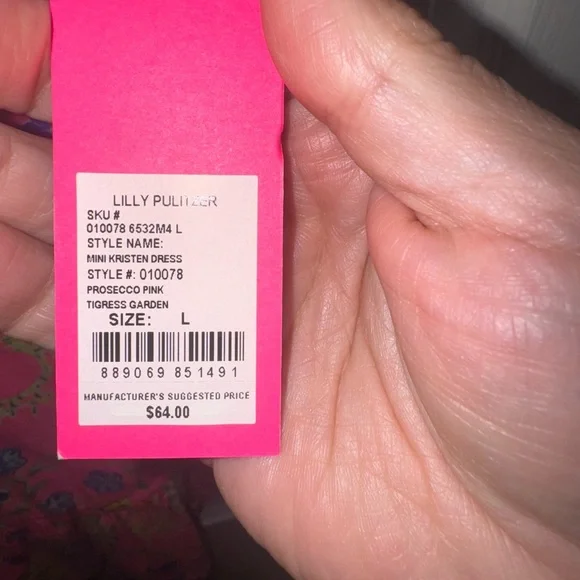 LILLY PULITZER
SKU #
010078 6532M4 L
STYLE NAME:
MINI KRISTEN DRESS
STYLE #: 010078
PROSECCO PINK
TIGRESS GARDEN
SIZE: L
889069 851491
MANUFACTURER'S SUGGESTED PRICE
$64.00